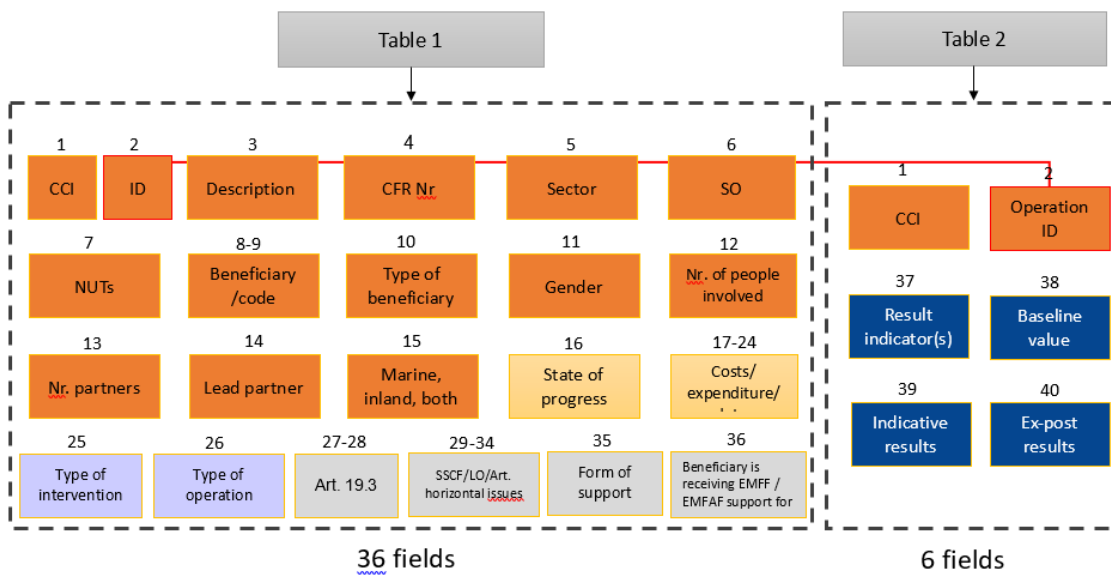 Table 1
Table 2
1
2
3
4
5
6
CCI
ID
Description
CFR Nr
Sector
SO
7
8-9
10
11
12
NUTs
Beneficiary
/code
Type of
beneficiary
Gender
Nr. of people
involved
13
14
15
16
17-24
Nr. partners
Lead partner
Marine,
inland, both
State of
progress
Costs/
expenditure/
25
26
27-28
29-34
35
36
Type of
intervention
Type of
operation
Art. 19.3
SSCF/LO/Art.
horizontal issues
Form of
support
Beneficiary is
receiving EMFF /
EMFAF support for
36 fields
1
2
CCI
Operation
ID
37
38
Result
indicator(s)
Baseline
value
39
40
Indicative
results
Ex-post
results
6 fields